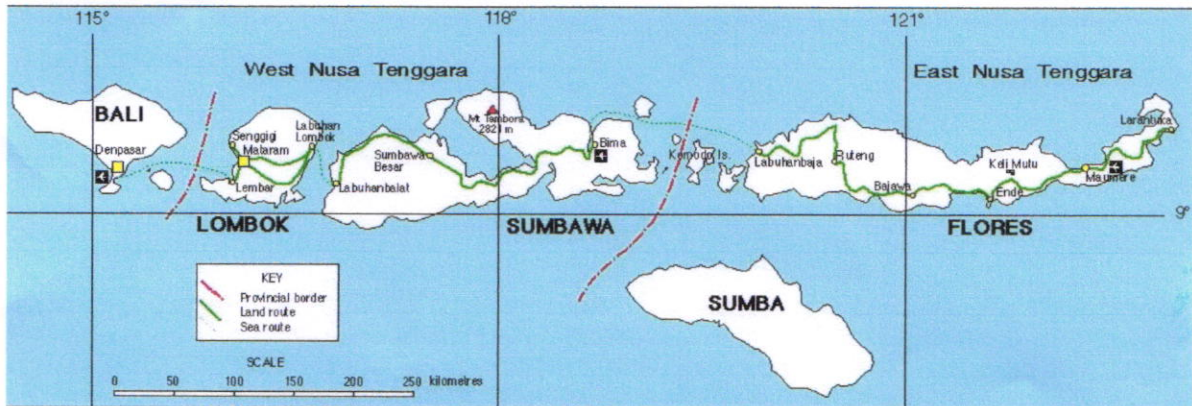 115°
118°
121°
West Nusa Tenggara
East Nusa Tenggara
BALI
Denpasar
Senggigi
Mataram
Labuhan
Lombok
Lembar
Mt Tambora
2821 m
Sumbawa
Besar
Labuhanbalat
Bima
Komodo Is.
Labuhanbaja
Ruteng
Bajawa
Keli Mutu
Ende
Maumere
Larantuka
9°
LOMBOK
SUMBAWA
FLORES
SUMBA
KEY
Provincial border
Land route
Sea route
SCALE
0 50 100 150 200 250 kilometres